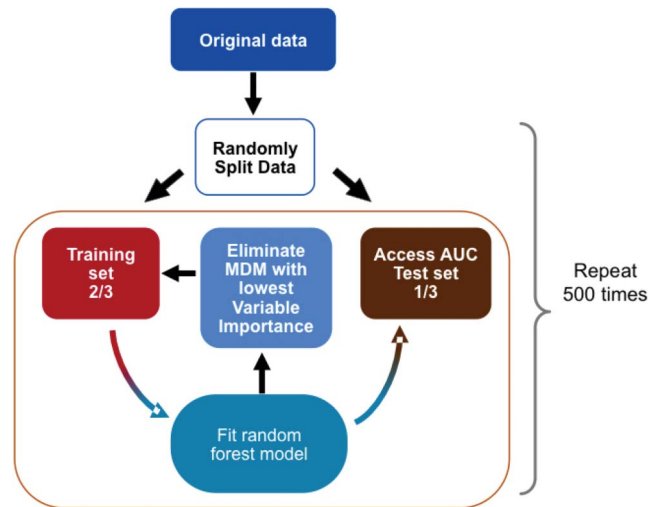 Original data
Randomly
Split Data
Training
set
2/3
Eliminate
MDM with
lowest
Variable
Importance
Access AUC
Test set
1/3
Fit random
forest model
Repeat
500 times